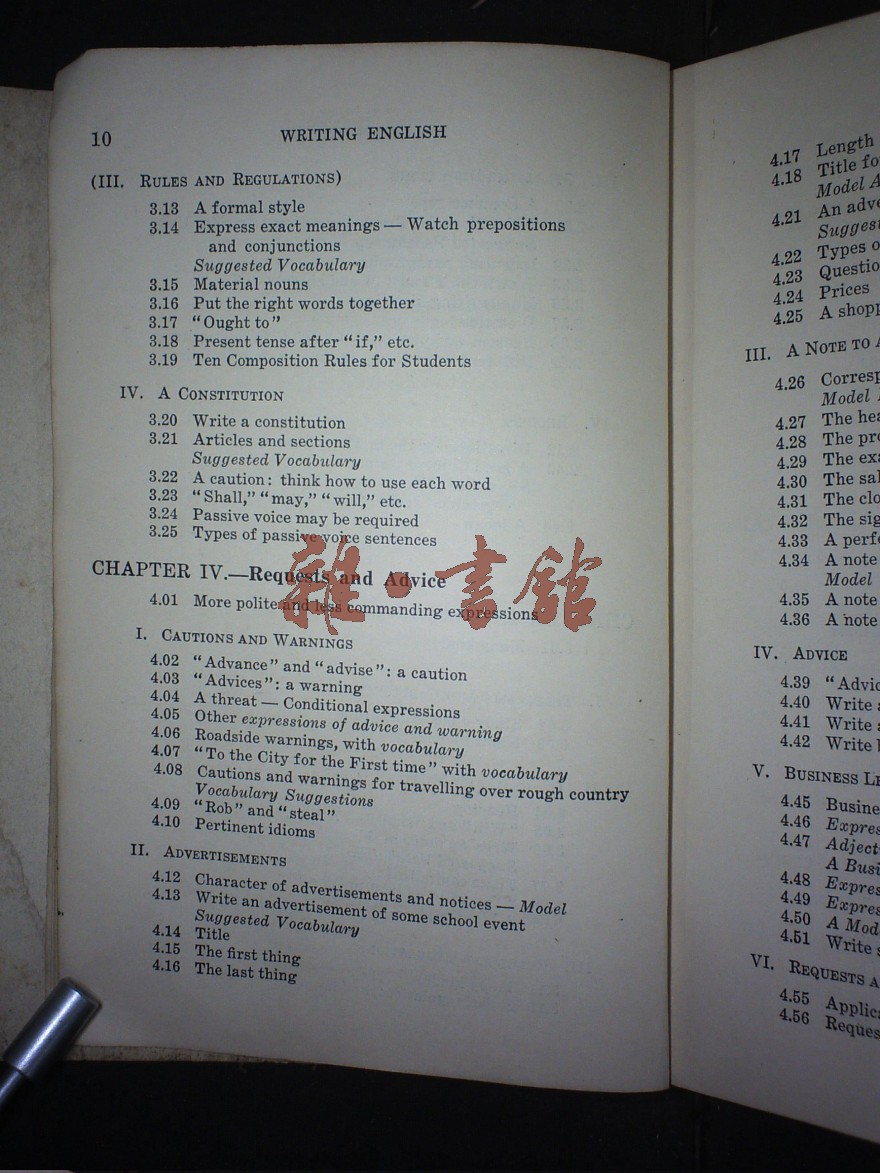 10
WRITING ENGLISH
(III. RULES AND REGULATIONS)
3.13 A formal style
3.14 Express exact meanings — Watch prepositions
and conjunctions
Suggested Vocabulary
3.15 Material nouns
3.16 Put the right words together
3.17 "Ought to"
3.18 Present tense after "if," etc.
3.19 Ten Composition Rules for Students
IV. A CONSTITUTION
3.20 Write a constitution
3.21 Articles and sections
Suggested Vocabulary
3.22 A caution: think how to use each word
3.23 "Shall," "may," "will," etc.
3.24 Passive voice may be required
3.25 Types of passive voice sentences
CHAPTER IV.—Requests and Advice
4.01 More polite and less commanding expressions
I. CAUTIONS AND WARNINGS
4.02 "Advance" and "advise": a caution
4.03 "Advices": a warning
4.04 A threat — Conditional expressions
4.05 Other expressions of advice and warning
4.06 Roadside warnings, with vocabulary
4.07 "To the City for the First time" with vocabulary
4.08 Cautions and warnings for travelling over rough country
Vocabulary Suggestions
4.09 "Rob" and "steal"
4.10 Pertinent idioms
II. ADVERTISEMENTS
4.12 Character of advertisements and notices — Model
4.13 Write an advertisement of some school event
Suggested Vocabulary
4.14 Title
4.15 The first thing
4.16 The last thing
雜·書館
4.17 Length
4.18 Title
Model
4.21 An
4.22 Types
4.23
4.24 Prices
4.25 A
III. A NOTE TO
4.26
Model
4.27 The
4.28 The
4.29 The
4.30 The
4.31 The
4.32 The
4.33 A
4.34 A note
Model
4.35 A note
4.36 A note
IV. ADVICE
4.39
4.40 Write
4.41 Write
4.42 Write
V. BUSINESS
4.45
4.46
4.47
A
4.48
4.49
4.50 A
4.51 Write
VI. REQUESTS
4.55
4.56